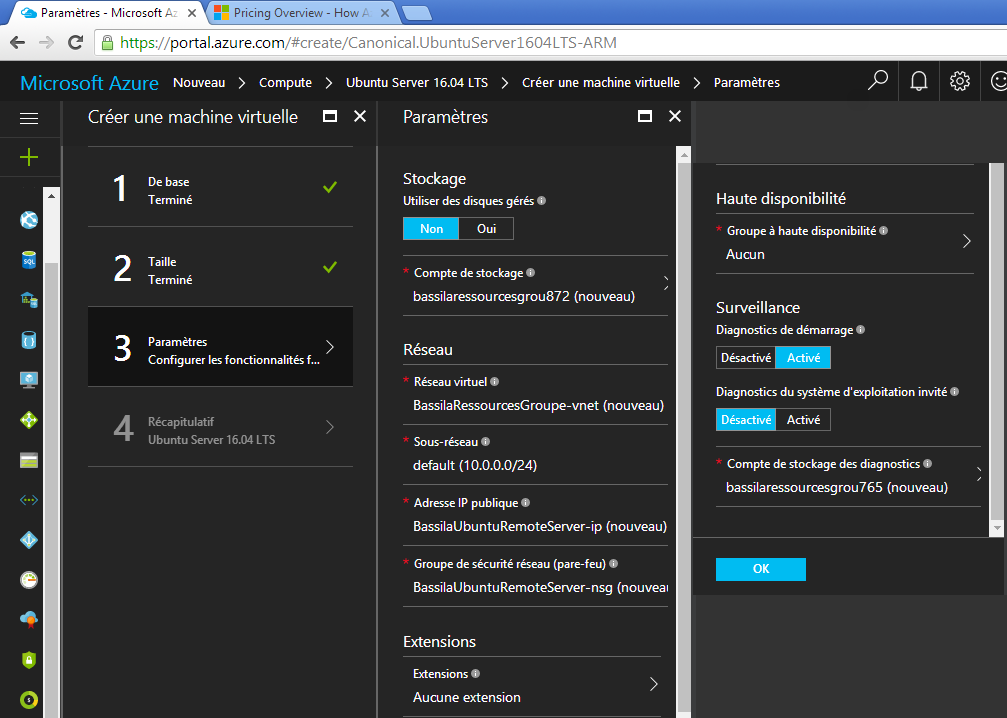 Paramètres - Microsoft Az
Pricing Overview - How A
https://portal.azure.com/#create/Canonical.UbuntuServer1604LTS-ARM
Microsoft Azure Nouveau Compute Ubuntu Server 16.04 LTS Créer une machine virtuelle Paramètres
Créer une machine virtuelle
1
De base
Terminé
2
Taille
Terminé
3
Paramètres
Configurer les fonctionnalités f...
4
Récapitulatif
Ubuntu Server 16.04 LTS
Paramètres
Stockage
Utiliser des disques gérés
Non Oui
* Compte de stockage
bassilaressourcesgrou872 (nouveau)
Réseau
* Réseau virtuel
BassilaRessourcesGroupe-vnet (nouveau)
* Sous-réseau
default (10.0.0.0/24)
* Adresse IP publique
BassilaUbuntuRemoteServer-ip (nouveau)
* Groupe de sécurité réseau (pare-feu)
BassilaUbuntuRemoteServer-nsg (nouveau
Extensions
Extensions
Aucune extension
Haute disponibilité
* Groupe à haute disponibilité
Aucun
Surveillance
Diagnostics de démarrage
Désactivé Activé
Diagnostics du système d'exploitation invité
Désactivé Activé
* Compte de stockage des diagnostics
bassilaressourcesgrou765 (nouveau)
OK
SQL